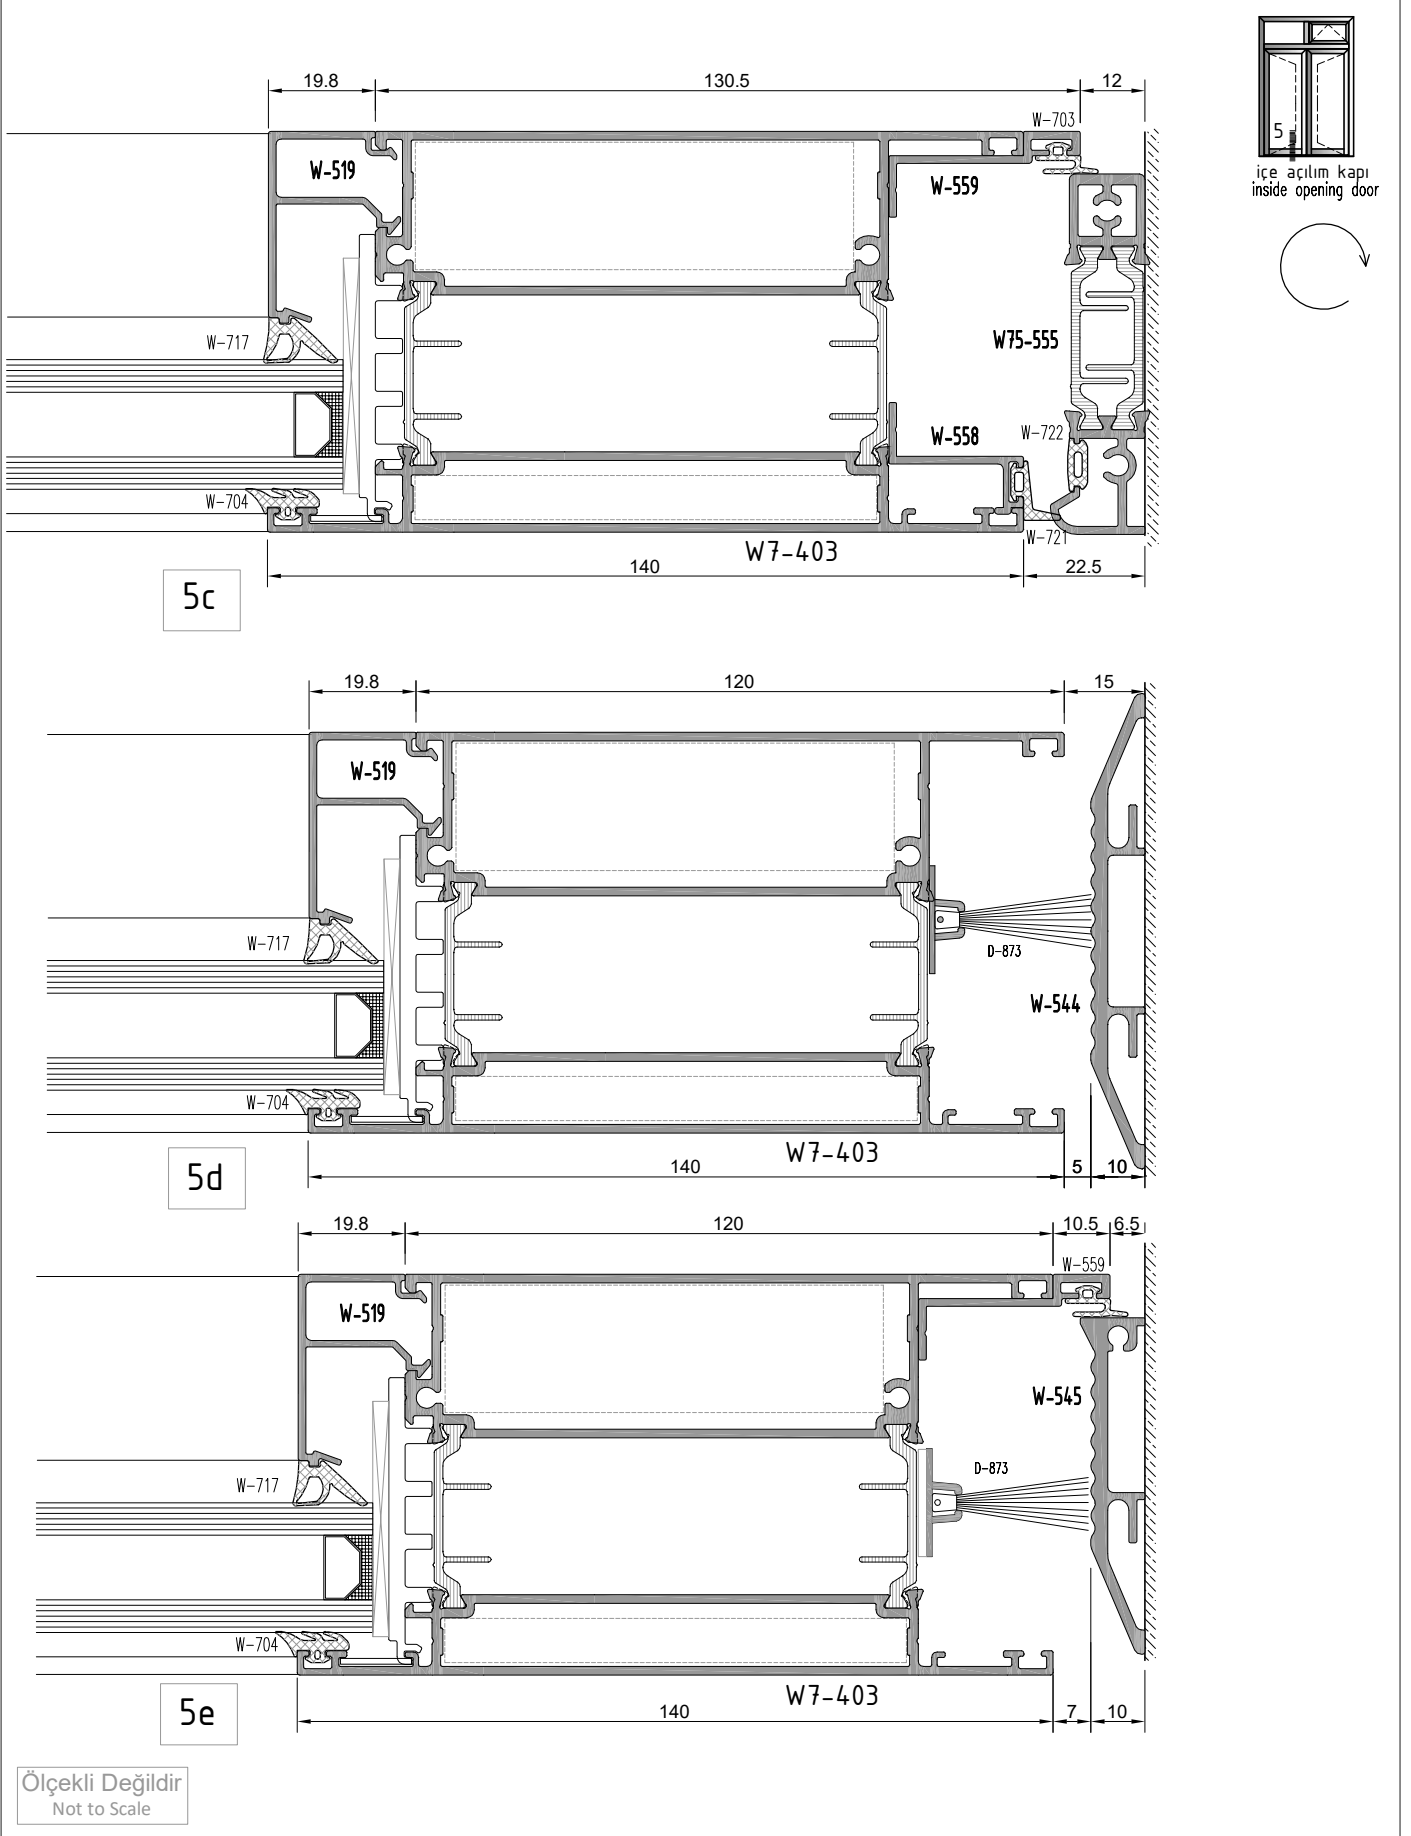 19.8
130.5
12
W-703
W-519
W-559
5
içe açılım kapı
inside opening door
W-717
W75-555
W-558
W-722
W-704
W-721
W7-403
140
22.5
5c
19.8
120
15
W-519
W-717
D-873
W-544
W-704
W7-403
140
5
10
5d
19.8
120
10.5
6.5
W-559
W-519
W-545
W-717
D-873
W-704
W7-403
140
7
10
5e
Ölçekli Değildir
Not to Scale